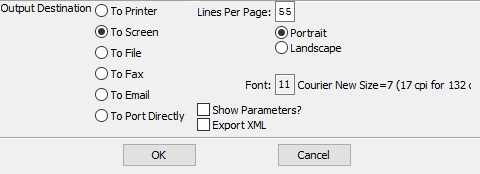 Output Destination
To Printer
To Screen
To File
To Fax
To Email
To Port Directly
Lines Per Page: 55
Portrait
Landscape
Font: 11 Courier New Size=7 (17 cpi for 132 c
Show Parameters?
Export XML
OK
Cancel